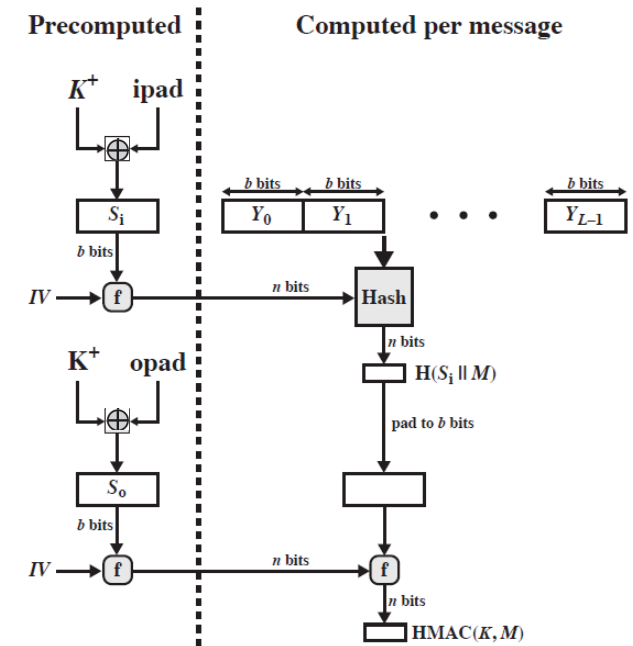 Precomputed
Computed per message
K+ ipad
b bits b bits b bits
Si
Y0 Y1 • • • YL–1
b bits
IV f n bits Hash
n bits
K+ opad
H(Si || M)
pad to b bits
So
b bits
IV f n bits f
n bits
HMAC(K, M)